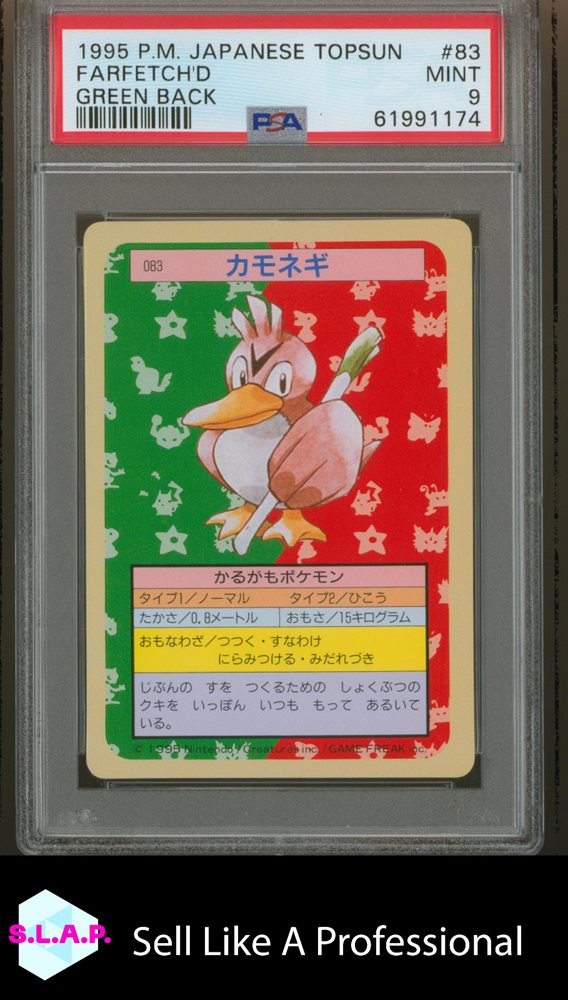 1995 P.M. JAPANESE TOPSUN #83
FARFETCH'D MINT
GREEN BACK 9
PSA 61991174
083 カモネギ
かるがもポケモン
タイプ1/ノーマル タイプ2/ひこう
たかさ/0.8メートル おもさ/15キログラム
おもなわざ/つつく・すなわけ
にらみつける・みだれづき
じぶんの すを つくるための しょくぶつの
クキを いっぽん いつも もって あるいて
いる。
© 1995 Nintendo/Creatures inc./GAME FREAK inc.
S.L.A.P. Sell Like A Professional